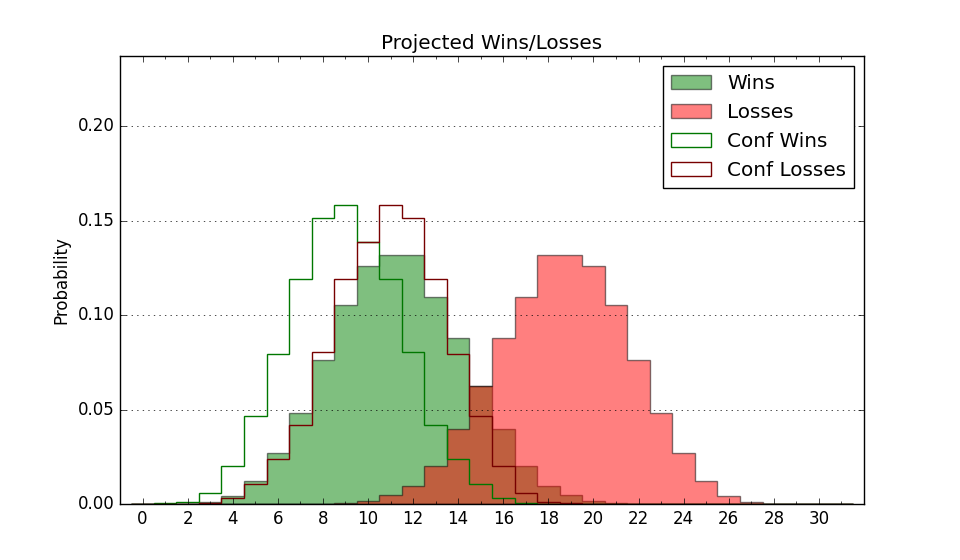 Projected Wins/Losses
Wins
Losses
Conf Wins
Conf Losses
Probability
0.20
0.15
0.10
0.05
0.00
0 2 4 6 8 10 12 14 16 18 20 22 24 26 28 30